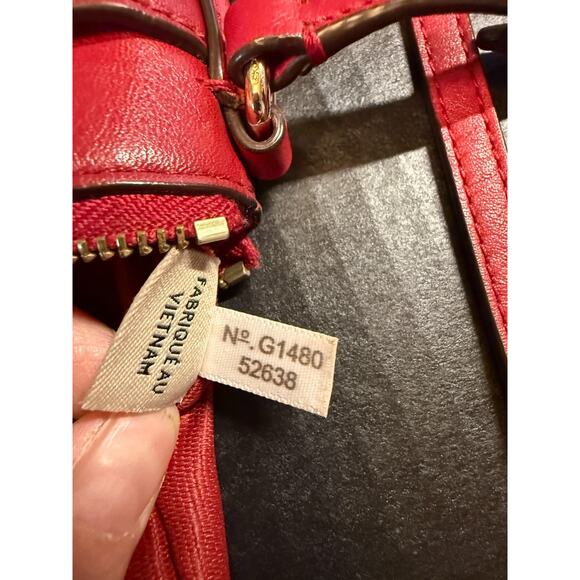 FABRIQUÉ AU
VIETNAM
Nº. G1480
52638